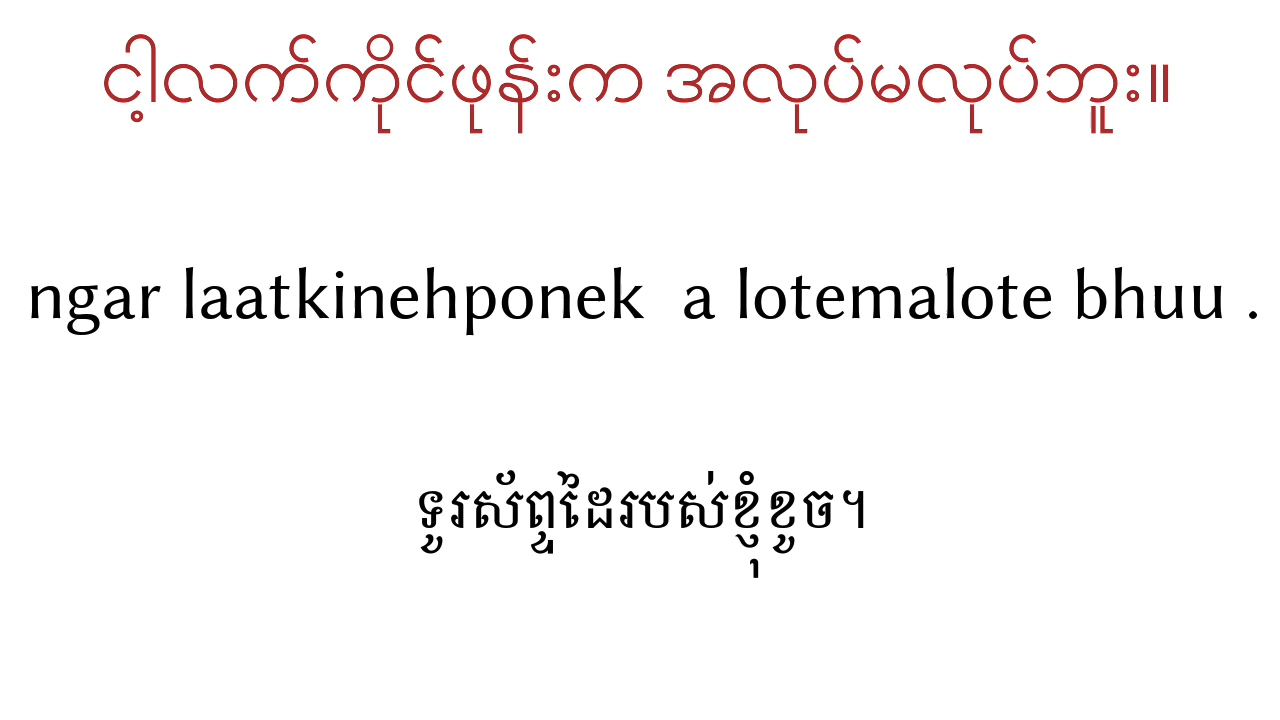 ငါ့လက်ကိုင်ဖုန်းက အလုပ်မလုပ်ဘူး။
ngar laatkinehponek a lotemalote bhuu .
ទូរស័ព្ទដៃរបស់ខ្ញុំខូច។